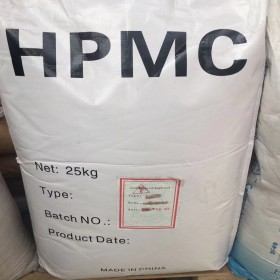 HPMC
Net: 25kg
Type:
Batch NO.:
Product Date:
MADE IN CHINA